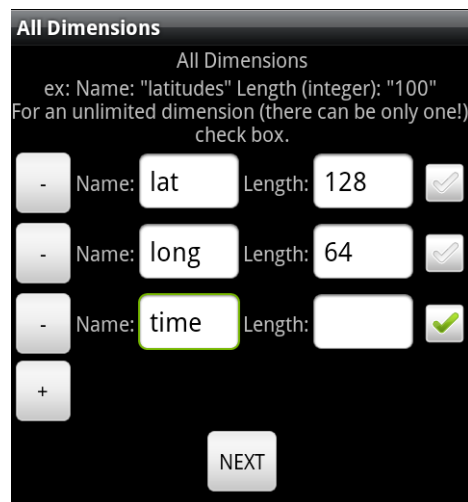 All Dimensions
All Dimensions
ex: Name: "latitudes" Length (integer): "100"
For an unlimited dimension (there can be only one!)
check box.
- Name: lat Length: 128
- Name: long Length: 64
- Name: time Length:
+
NEXT